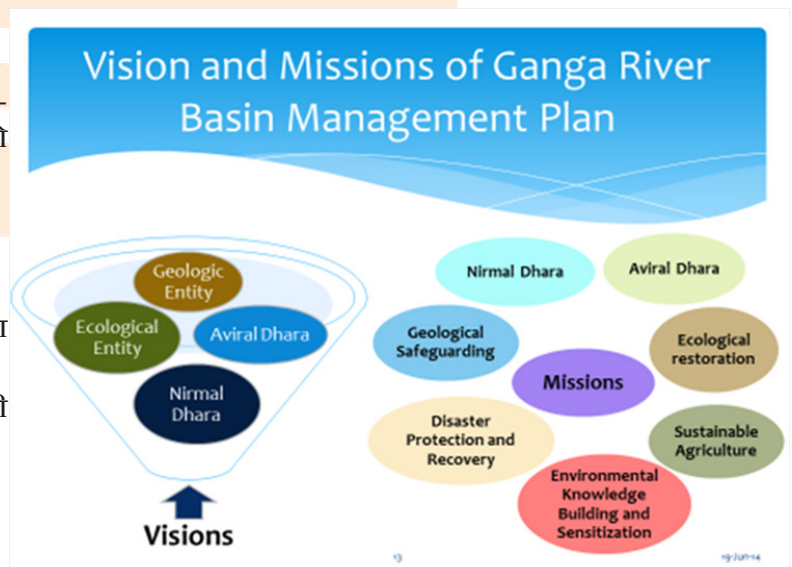 Vision and Missions of Ganga River
Basin Management Plan
Geologic
Entity
Ecological
Entity
Aviral Dhara
Nirmal
Dhara
Visions
Nirmal Dhara
Aviral Dhara
Geological
Safeguarding
Ecological
restoration
Missions
Disaster
Protection and
Recovery
Sustainable
Agriculture
Environmental
Knowledge
Building and
Sensitization
13
19-Jun-14